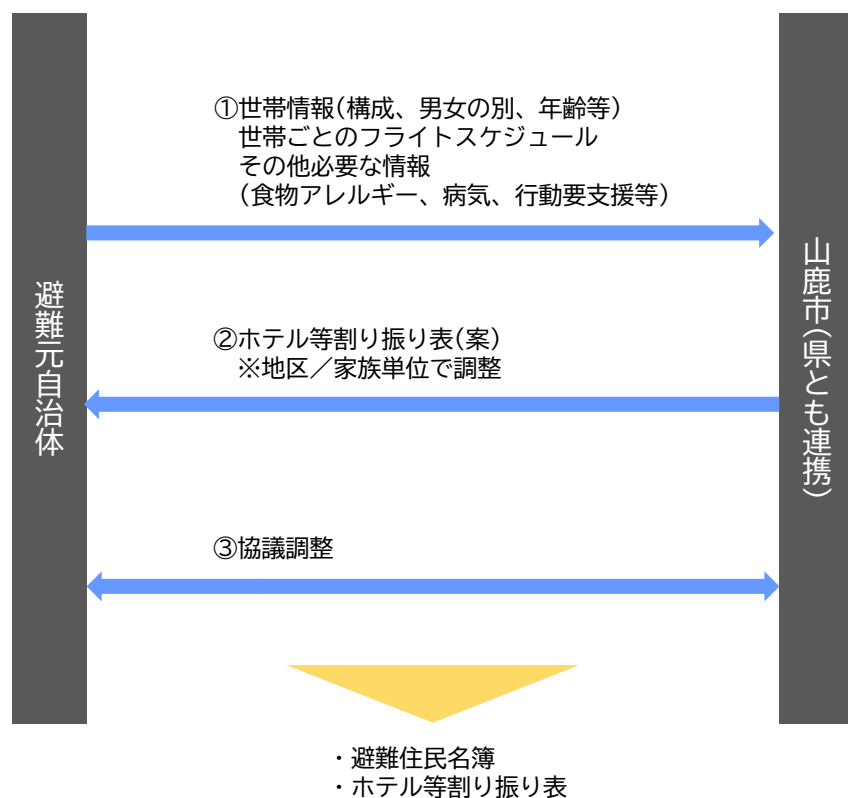 避難元自治体
①世帯情報(構成、男女の別、年齢等)
世帯ごとのフライトスケジュール
その他必要な情報
(食物アレルギー、病気、行動要支援等)
②ホテル等割り振り表(案)
※地区／家族単位で調整
③協議調整
山鹿市(県とも連携)
・避難住民名簿
・ホテル等割り振り表